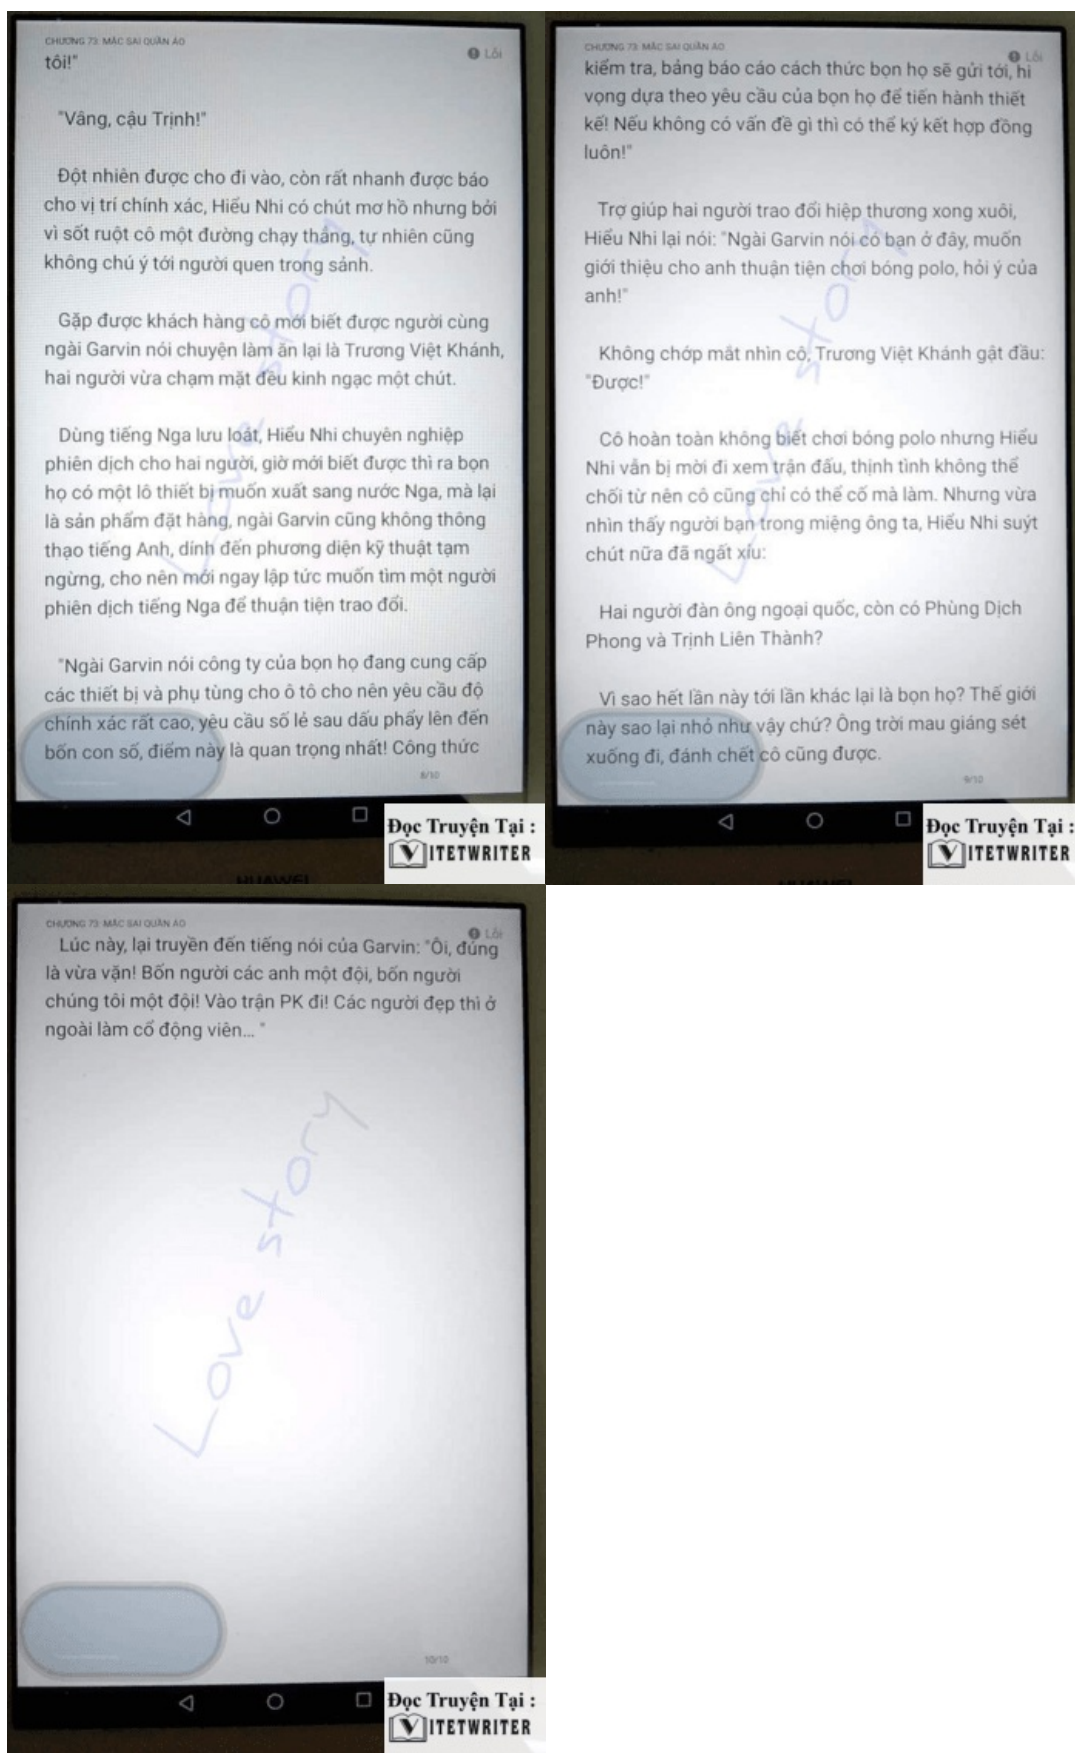 CHƯƠNG 73: MẶC SAI QUẦN ÁO
Lỗi
tôi!"
"Vâng, cậu Trịnh!"
Đột nhiên được cho đi vào, còn rất nhanh được báo
cho vị trí chính xác, Hiểu Nhi có chút mơ hồ nhưng bởi
vì sốt ruột cô một đường chạy thẳng, tự nhiên cũng
không chú ý tới người quen trong sảnh.
Gặp được khách hàng cô mới biết được người cùng
ngài Garvin nói chuyện làm ăn lại là Trương Việt Khánh,
hai người vừa chạm mặt đều kinh ngạc một chút.
Dùng tiếng Nga lưu loát, Hiểu Nhi chuyên nghiệp
phiên dịch cho hai người, giờ mới biết được thì ra bọn
họ có một lô thiết bị muốn xuất sang nước Nga, mà lại
là sản phẩm đặt hàng, ngài Garvin cũng không thông
thạo tiếng Anh, dính đến phương diện kỹ thuật tạm
ngừng, cho nên mới ngay lập tức muốn tìm một người
phiên dịch tiếng Nga để thuận tiện trao đổi.
"Ngài Garvin nói công ty của bọn họ đang cung cấp
các thiết bị và phụ tùng cho ô tô cho nên yêu cầu độ
chính xác rất cao, yêu cầu số lẻ sau dấu phẩy lên đến
bốn con số, điểm này là quan trọng nhất! Công thức
8/10
Love story
Đọc Truyện Tại :
VITETWRITER
HUAWEI
CHƯƠNG 73: MẶC SAI QUẦN ÁO
Lỗi
kiểm tra, bảng báo cáo cách thức bọn họ sẽ gửi tới, hi
vọng dựa theo yêu cầu của bọn họ để tiến hành thiết
kế! Nếu không có vấn đề gì thì có thể ký kết hợp đồng
luôn!"
Trợ giúp hai người trao đổi hiệp thương xong xuôi,
Hiểu Nhi lại nói: "Ngài Garvin nói có bạn ở đây, muốn
giới thiệu cho anh thuận tiện chơi bóng polo, hỏi ý của
anh!"
Không chớp mắt nhìn cô, Trương Việt Khánh gật đầu:
"Được!"
Cô hoàn toàn không biết chơi bóng polo nhưng Hiểu
Nhi vẫn bị mời đi xem trận đấu, thịnh tình không thể
chối từ nên cô cũng chỉ có thể cố mà làm. Nhưng vừa
nhìn thấy người bạn trong miệng ông ta, Hiểu Nhi suýt
chút nữa đã ngất xỉu:
Hai người đàn ông ngoại quốc, còn có Phùng Dịch
Phong và Trịnh Liên Thành?
Vì sao hết lần này tới lần khác lại là bọn họ? Thế giới
này sao lại nhỏ như vậy chứ? Ông trời mau giáng sét
xuống đi, đánh chết cô cũng được.
9/10
Love story
Đọc Truyện Tại :
VITETWRITER
HUAWEI
CHƯƠNG 73: MẶC SAI QUẦN ÁO
Lỗi
Lúc này, lại truyền đến tiếng nói của Garvin: "Ôi, đúng
là vừa vặn! Bốn người các anh một đội, bốn người
chúng tôi một đội! Vào trận PK đi! Các người đẹp thì ở
ngoài làm cổ động viên... "
Love story
10/10
Đọc Truyện Tại :
VITETWRITER